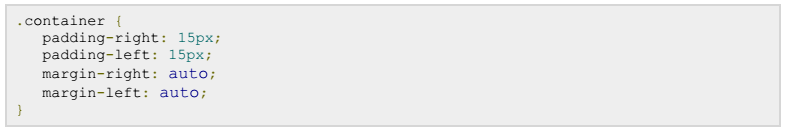 .container {
   padding-right: 15px;
   padding-left: 15px;
   margin-right: auto;
   margin-left: auto;
}